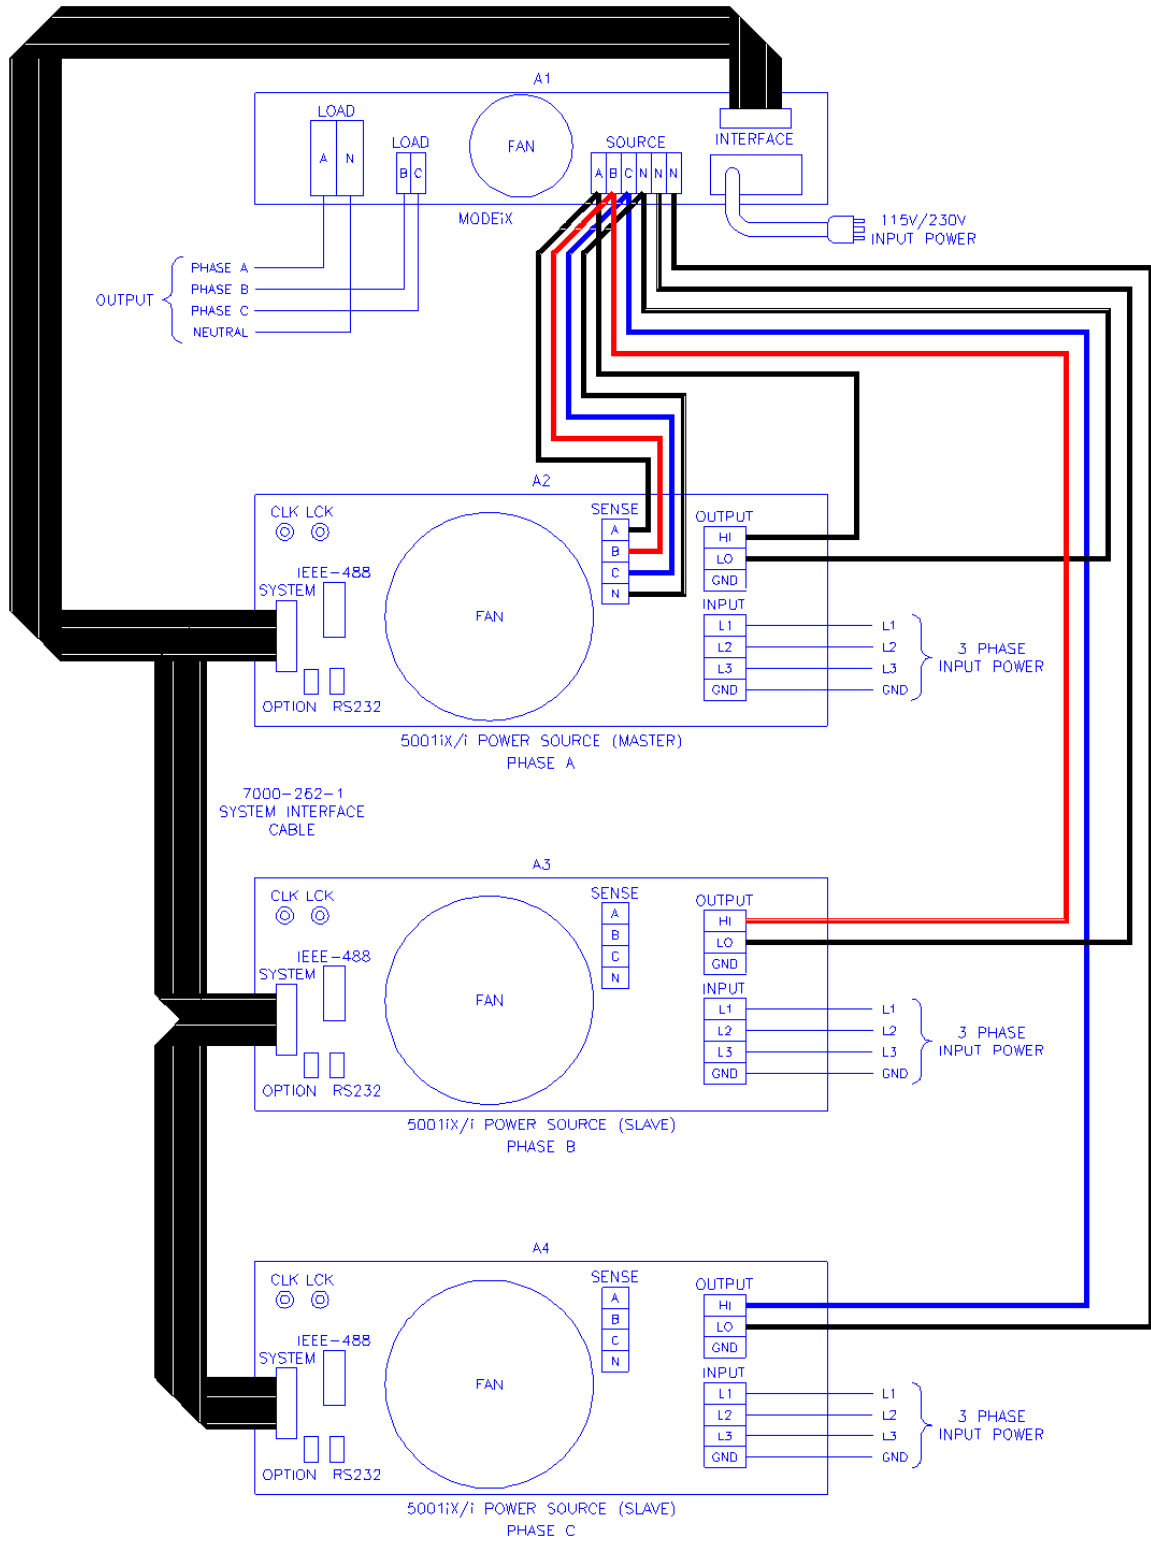 A1
LOAD
A N
LOAD
B C
FAN
SOURCE
A B C N N N
INTERFACE
MODEiX
115V/230V
INPUT POWER
OUTPUT
PHASE A
PHASE B
PHASE C
NEUTRAL
A2
CLK LCK
IEEE-488
SYSTEM
OPTION RS232
FAN
SENSE
A
B
C
N
OUTPUT
HI
LO
GND
INPUT
L1
L2
L3
GND
L1
L2
L3
GND
3 PHASE
INPUT POWER
5001iX/i POWER SOURCE (MASTER)
PHASE A
7000-262-1
SYSTEM INTERFACE
CABLE
A3
CLK LCK
IEEE-488
SYSTEM
OPTION RS232
FAN
SENSE
A
B
C
N
OUTPUT
HI
LO
GND
INPUT
L1
L2
L3
GND
L1
L2
L3
GND
3 PHASE
INPUT POWER
5001iX/i POWER SOURCE (SLAVE)
PHASE B
A4
CLK LCK
IEEE-488
SYSTEM
OPTION RS232
FAN
SENSE
A
B
C
N
OUTPUT
HI
LO
GND
INPUT
L1
L2
L3
GND
L1
L2
L3
GND
3 PHASE
INPUT POWER
5001iX/i POWER SOURCE (SLAVE)
PHASE C